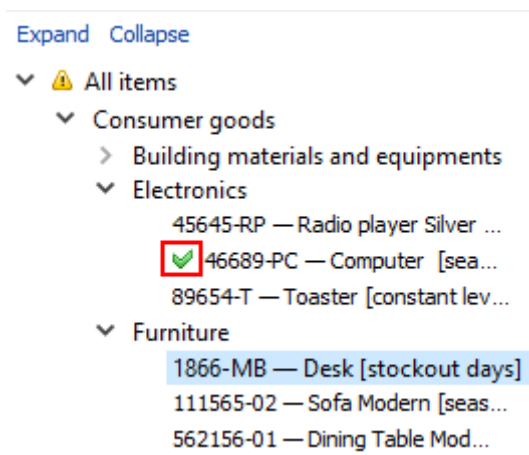 Expand Collapse
All items
Consumer goods
Building materials and equipments
Electronics
45645-RP — Radio player Silver ...
46689-PC — Computer [sea...
89654-T — Toaster [constant lev...
Furniture
1866-MB — Desk [stockout days]
111565-02 — Sofa Modern [seas...
562156-01 — Dining Table Mod...